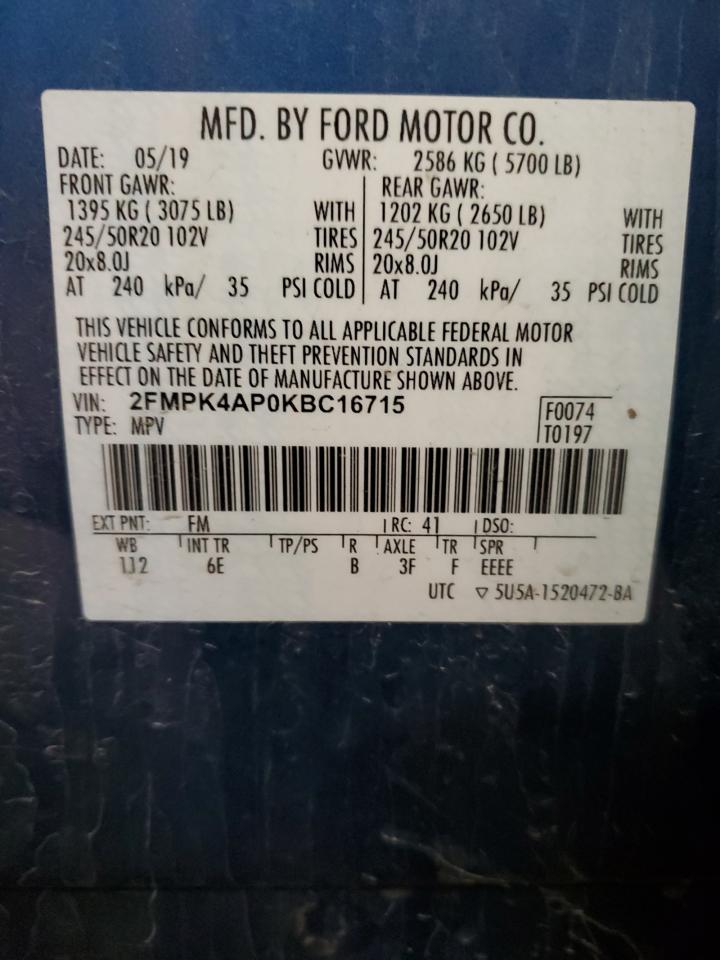 MFD. BY FORD MOTOR CO.
DATE: 05/19 GVWR: 2586 KG ( 5700 LB)
FRONT GAWR: REAR GAWR:
1395 KG ( 3075 LB) WITH 1202 KG ( 2650 LB) WITH
245/50R20 102V TIRES 245/50R20 102V TIRES
20x8.0J RIMS 20x8.0J RIMS
AT 240 kPa/ 35 PSI COLD AT 240 kPa/ 35 PSI COLD
THIS VEHICLE CONFORMS TO ALL APPLICABLE FEDERAL MOTOR
VEHICLE SAFETY AND THEFT PREVENTION STANDARDS IN
EFFECT ON THE DATE OF MANUFACTURE SHOWN ABOVE.
VIN: 2FMPK4AP0KBC16715 F0074
TYPE: MPV T0197
EXT PNT: FM RC: 41 DSO:
WB INT TR TP/PS R AXLE TR SPR
112 6E B 3F F EEEE
UTC ▽ 5U5A-1520472-BA